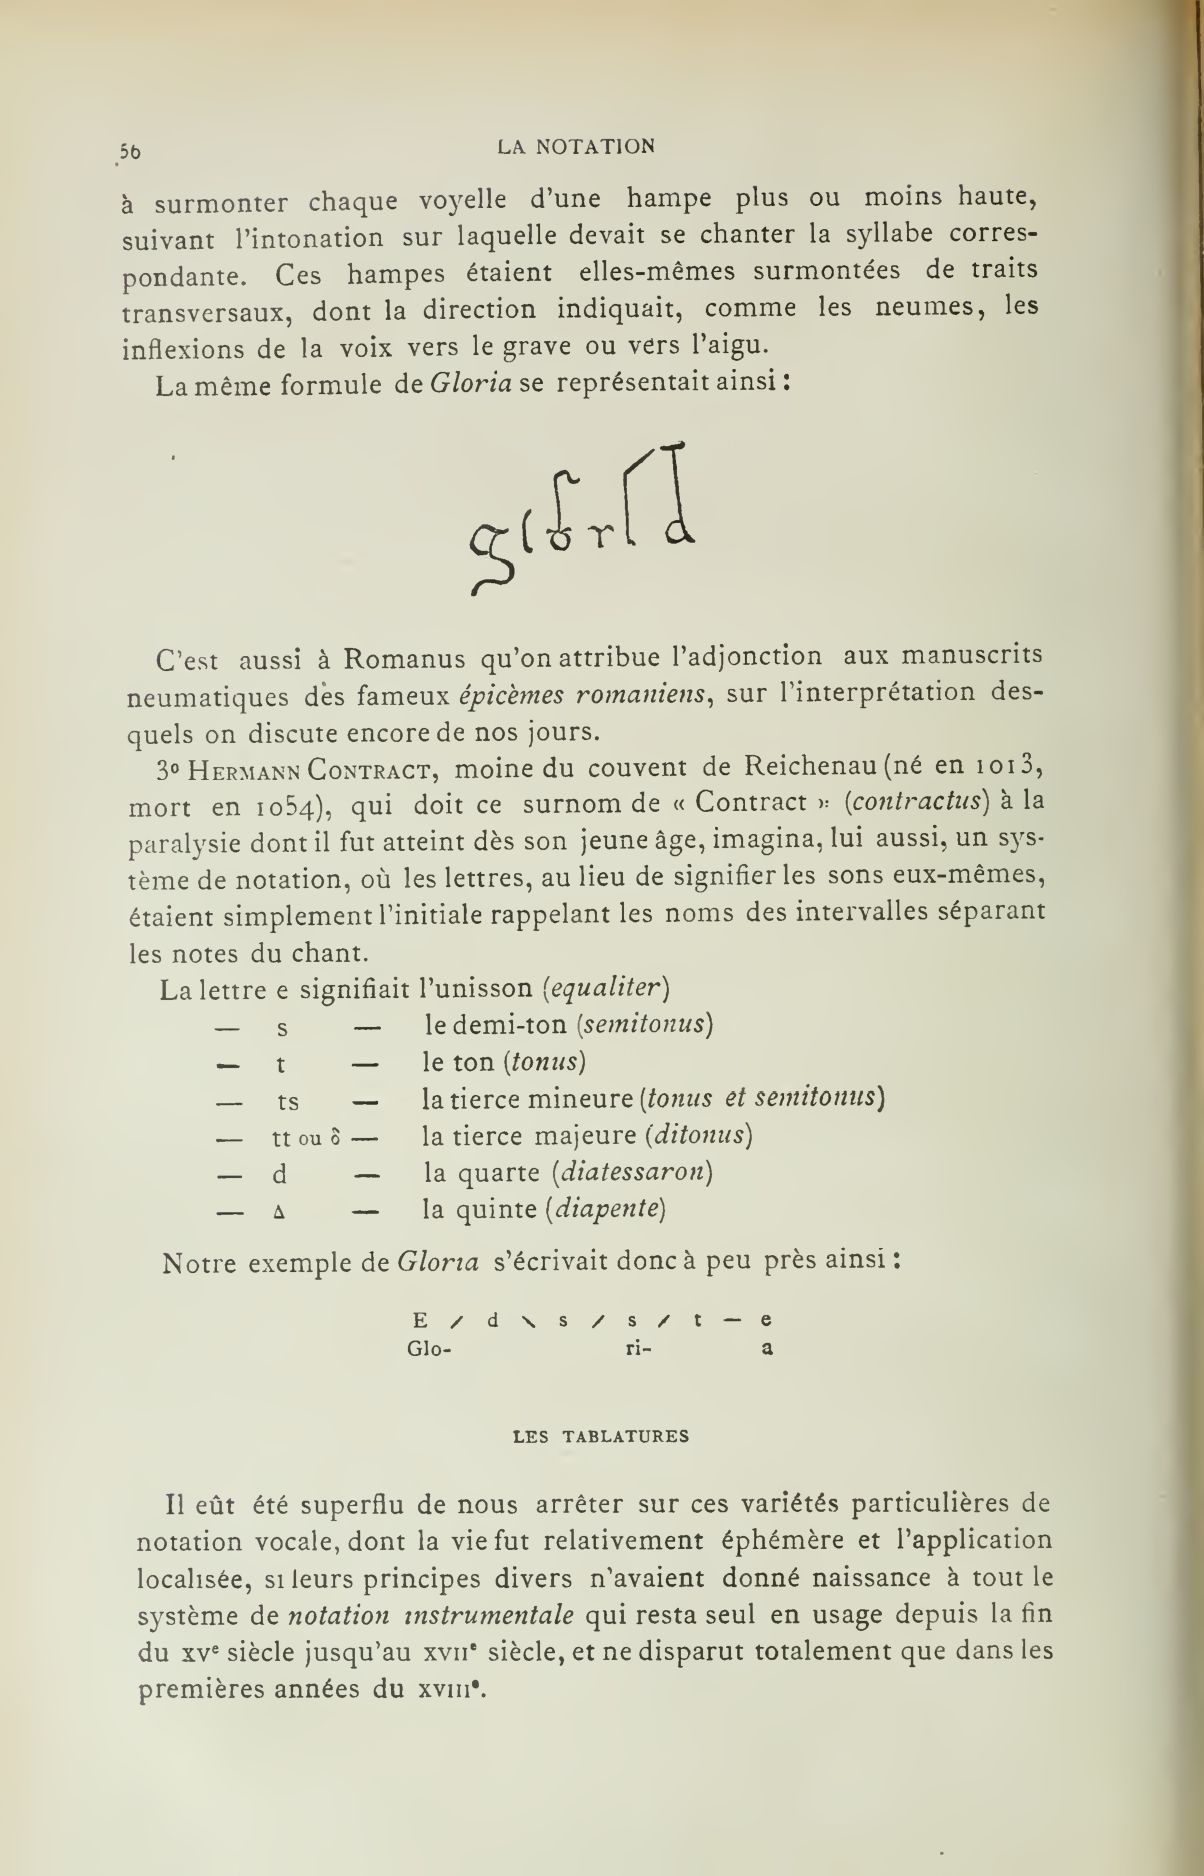 56
LA NOTATION
à surmonter chaque voyelle d'une hampe plus ou moins haute,
suivant l'intonation sur laquelle devait se chanter la syllabe corres-
pondante. Ces hampes étaient elles-mêmes surmontées de traits
transversaux, dont la direction indiquait, comme les neumes, les
inflexions de la voix vers le grave ou vers l'aigu.
La même formule de Gloria se représentait ainsi :
gloria
C'est aussi à Romanus qu'on attribue l'adjonction aux manuscrits
neumatiques des fameux épicèmes romaniens, sur l'interprétation des-
quels on discute encore de nos jours.
3º HERMANN CONTRACT, moine du couvent de Reichenau (né en 1013,
mort en 1054), qui doit ce surnom de « Contract » (contractus) à la
paralysie dont il fut atteint dès son jeune âge, imagina, lui aussi, un sys-
tème de notation, où les lettres, au lieu de signifier les sons eux-mêmes,
étaient simplement l'initiale rappelant les noms des intervalles séparant
les notes du chant.
La lettre e signifiait l'unisson (equaliter)
— s — le demi-ton (semitonus)
— t — le ton (tonus)
— ts — la tierce mineure (tonus et semitonus)
— tt ou δ — la tierce majeure (ditonus)
— d — la quarte (diatessaron)
— Δ — la quinte (diapente)
Notre exemple de Gloria s'écrivait donc à peu près ainsi :
E / d \ s / s / t — e
Glo- ri- a
LES TABLATURES
Il eût été superflu de nous arrêter sur ces variétés particulières de
notation vocale, dont la vie fut relativement éphémère et l'application
localisée, si leurs principes divers n'avaient donné naissance à tout le
système de notation instrumentale qui resta seul en usage depuis la fin
du XVe siècle jusqu'au XVIIe siècle, et ne disparut totalement que dans les
premières années du XVIIIe.